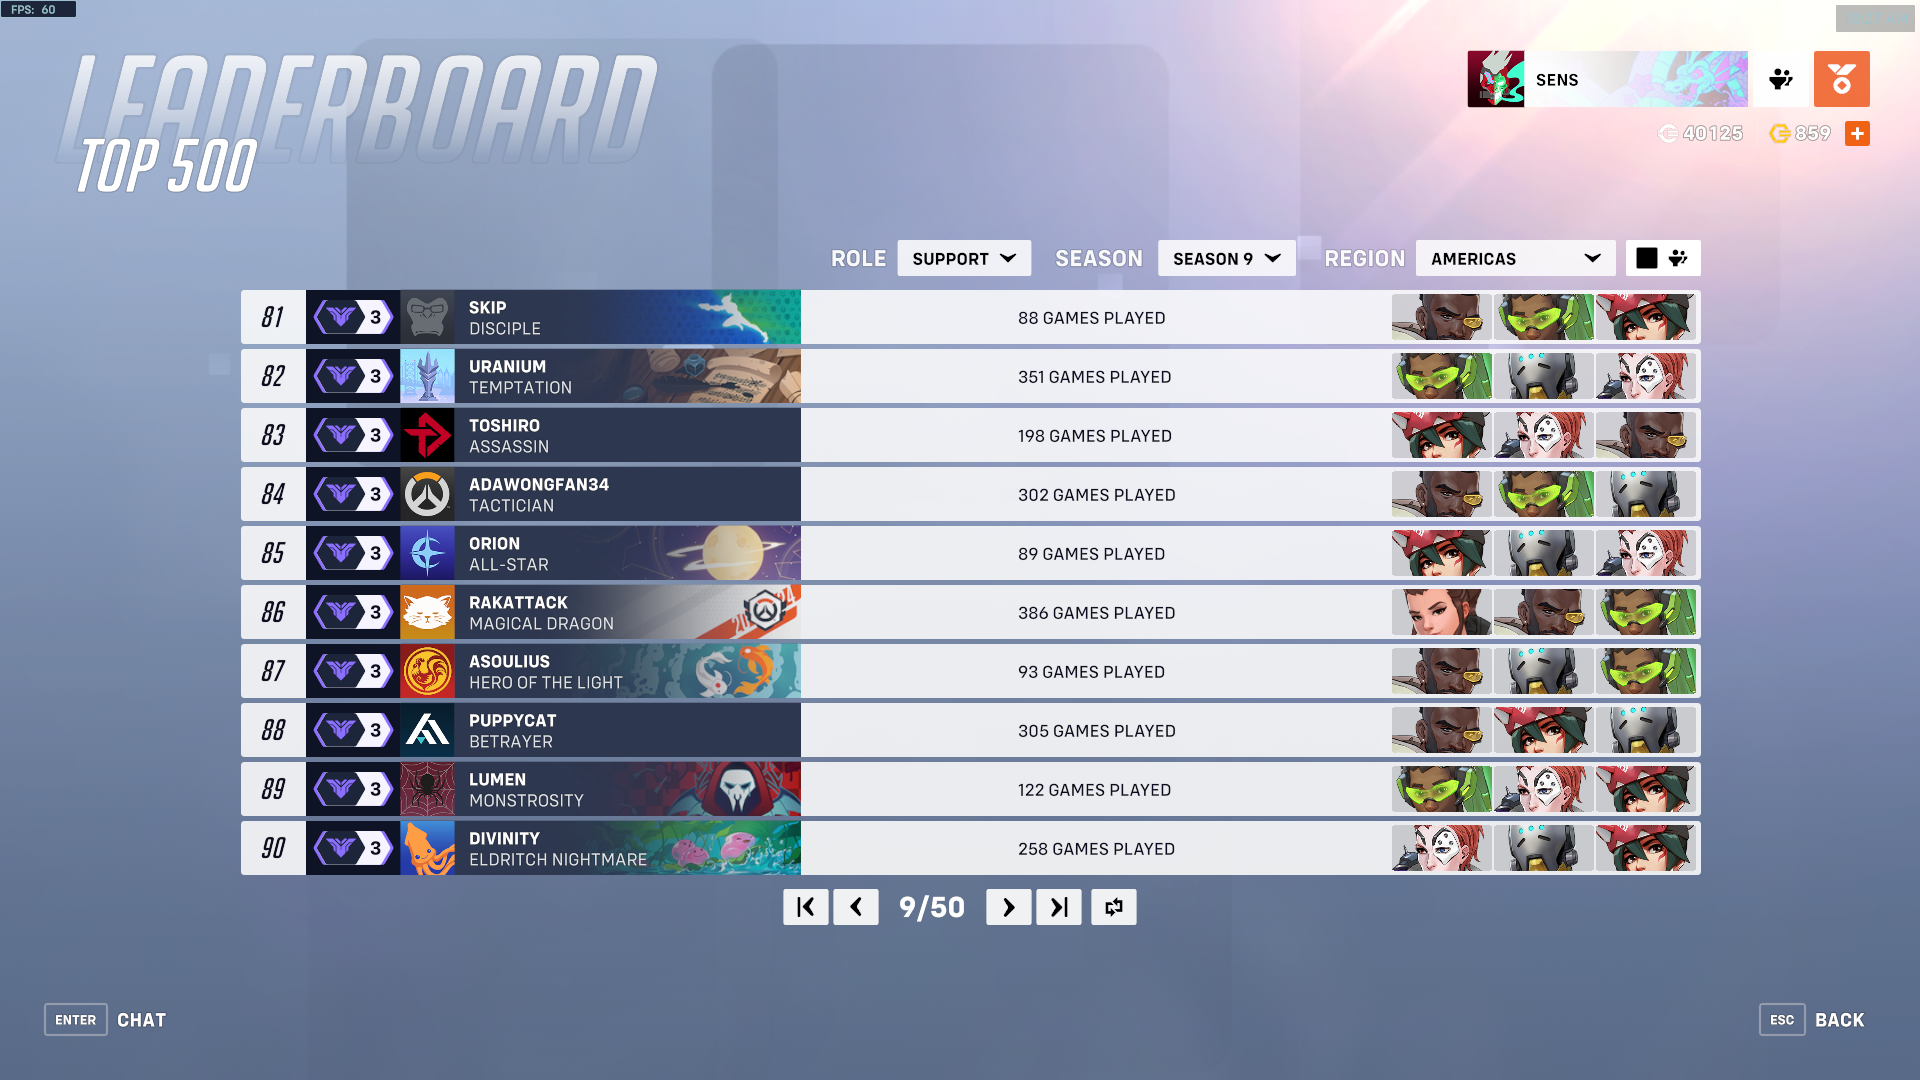 FPS: 60
LEADERBOARD
TOP 500
SENS
40125
859
ROLE SUPPORT SEASON SEASON 9 REGION AMERICAS
81 3 SKIP DISCIPLE 88 GAMES PLAYED
82 3 URANIUM TEMPTATION 351 GAMES PLAYED
83 3 TOSHIRO ASSASSIN 198 GAMES PLAYED
84 3 ADAWONGFAN34 TACTICIAN 302 GAMES PLAYED
85 3 ORION ALL-STAR 89 GAMES PLAYED
86 3 RAKATTACK MAGICAL DRAGON 386 GAMES PLAYED
87 3 ASOULIUS HERO OF THE LIGHT 93 GAMES PLAYED
88 3 PUPPYCAT BETRAYER 305 GAMES PLAYED
89 3 LUMEN MONSTROSITY 122 GAMES PLAYED
90 3 DIVINITY ELDRITCH NIGHTMARE 258 GAMES PLAYED
9/50
ENTER CHAT
ESC BACK